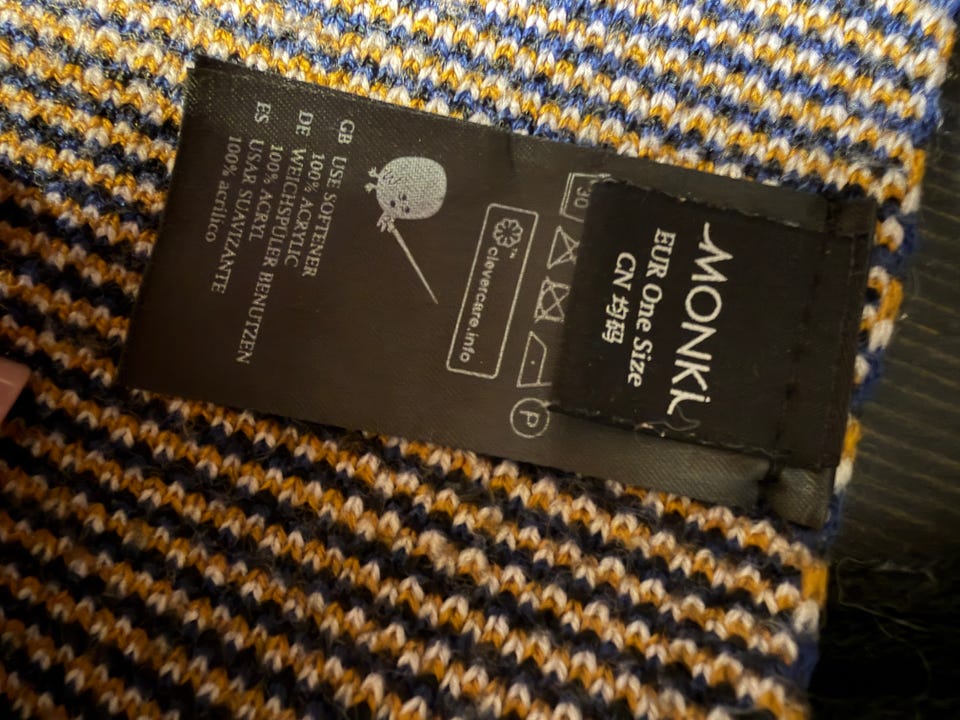 MONKi
EUR One Size
CN 均码
30
P
clevercare.info
GB USE SOFTENER
100% ACRYLIC
DE WEICHSPÜLER BENUTZEN
100% ACRYL
ES USAR SUAVIZANTE
100% acrílico